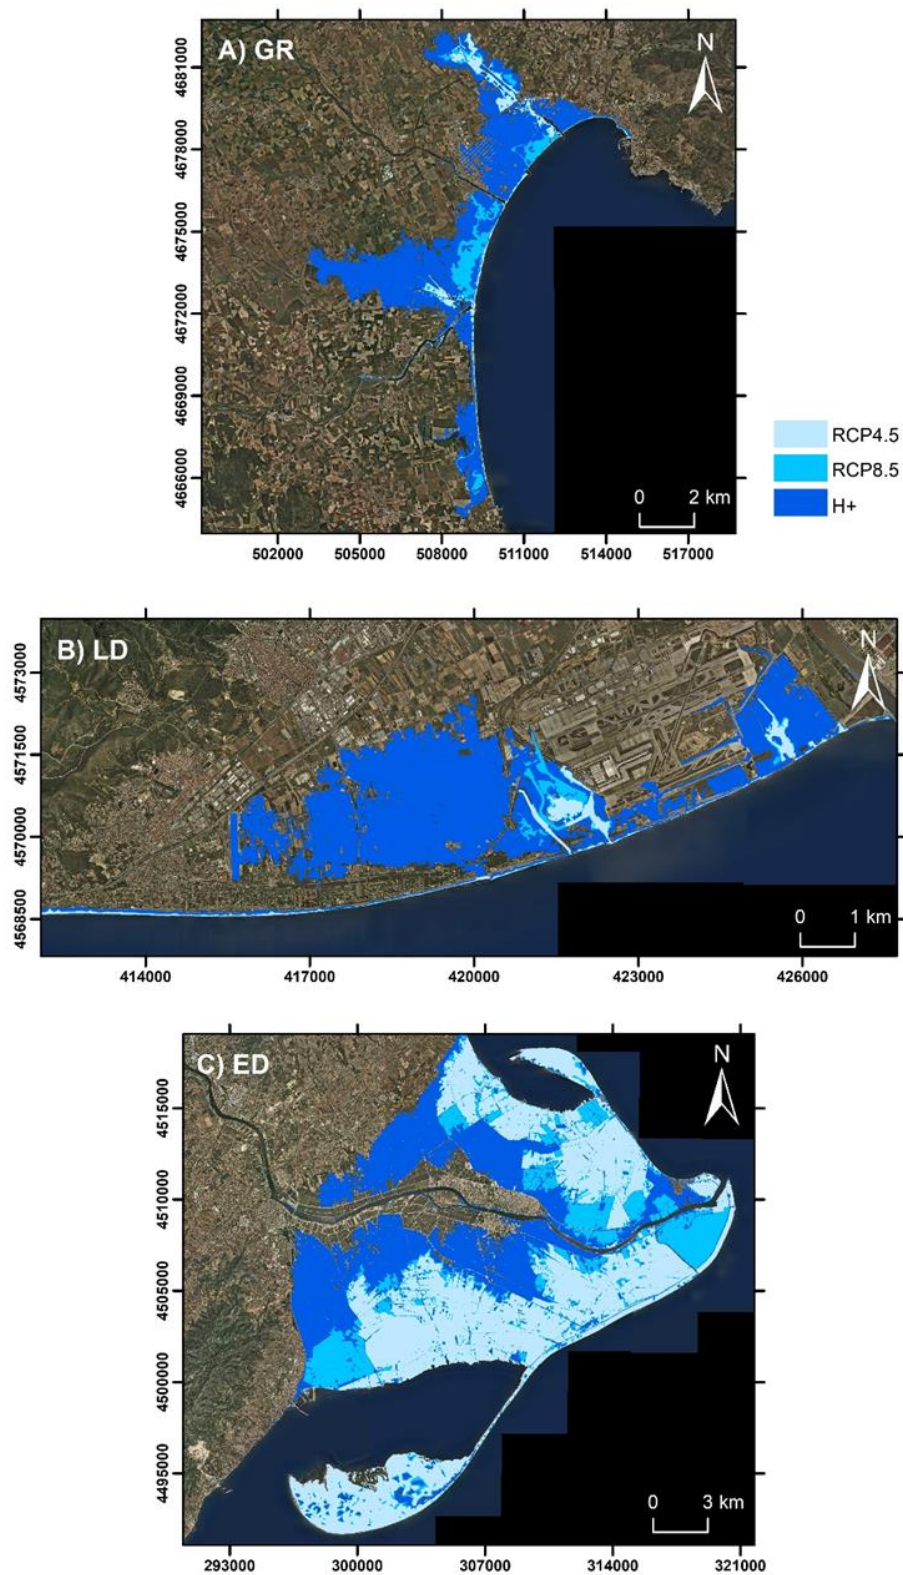 A) GR
N
4681000
4678000
4675000
4672000
4669000
4666000
0 2 km
502000 505000 508000 511000 514000 517000
RCP4.5
RCP8.5
H+
B) LD
N
4573000
4571500
4570000
4568500
0 1 km
414000 417000 420000 423000 426000
C) ED
N
4515000
4510000
4505000
4500000
4495000
0 3 km
293000 300000 307000 314000 321000